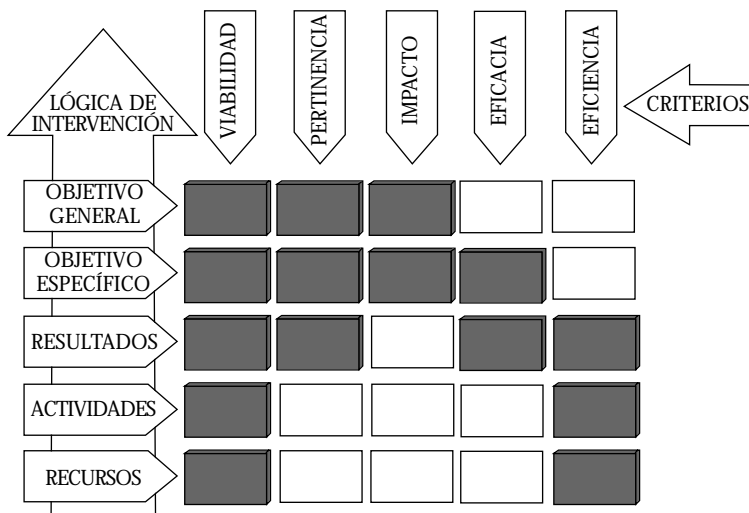 LÓGICA DE
INTERVENCIÓN
VIABILIDAD
PERTINENCIA
IMPACTO
EFICACIA
EFICIENCIA
CRITERIOS
OBJETIVO
GENERAL
OBJETIVO
ESPECÍFICO
RESULTADOS
ACTIVIDADES
RECURSOS